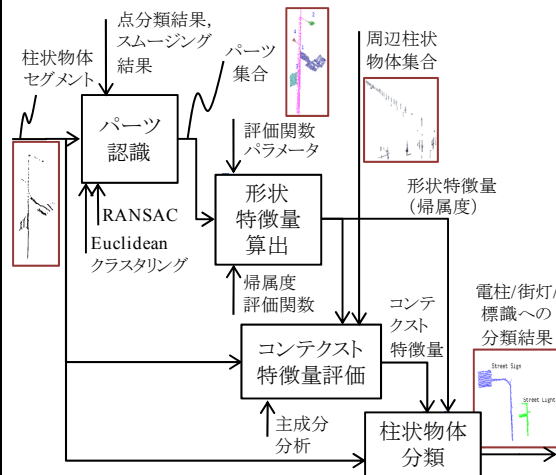 点分類結果,
スムージング
結果
柱状物体
セグメント
パーツ
集合
周辺柱状
物体集合
パーツ
認識
評価関数
パラメータ
形状特徴量
(帰属度)
RANSAC
Euclidean
クラスタリング
形状
特徴量
算出
帰属度
評価関数
コンテ
クスト
特徴量
電柱/街灯/
標識への
分類結果
コンテクスト
特徴量評価
Street Sign
Street Light
主成分
分析
柱状物体
分類